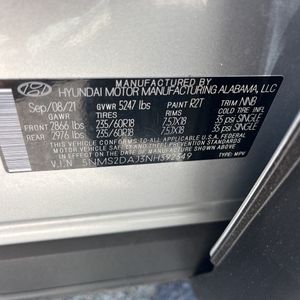 MANUFACTURED BY
HYUNDAI MOTOR MANUFACTURING ALABAMA, LLC
Sep/08/21 GVWR 5247 lbs PAINT R2T TRIM NNB
GAWR TIRES RIMS COLD TIRE INFL
FRONT 2866 lbs 235/60R18 7.5JX18 35 psi SINGLE
REAR 2976 lbs 235/60R18 7.5JX18 35 psi SINGLE
THIS VEHICLE CONFORMS TO ALL APPLICABLE U.S.A. FEDERAL
MOTOR VEHICLE SAFETY, BUMPER, AND THEFT
PREVENTION STANDARDS IN EFFECT ON THE DATE OF
MANUFACTURE SHOWN ABOVE.
V.I.N: 5NMS2DAJ3NH392349 TYPE: MPV